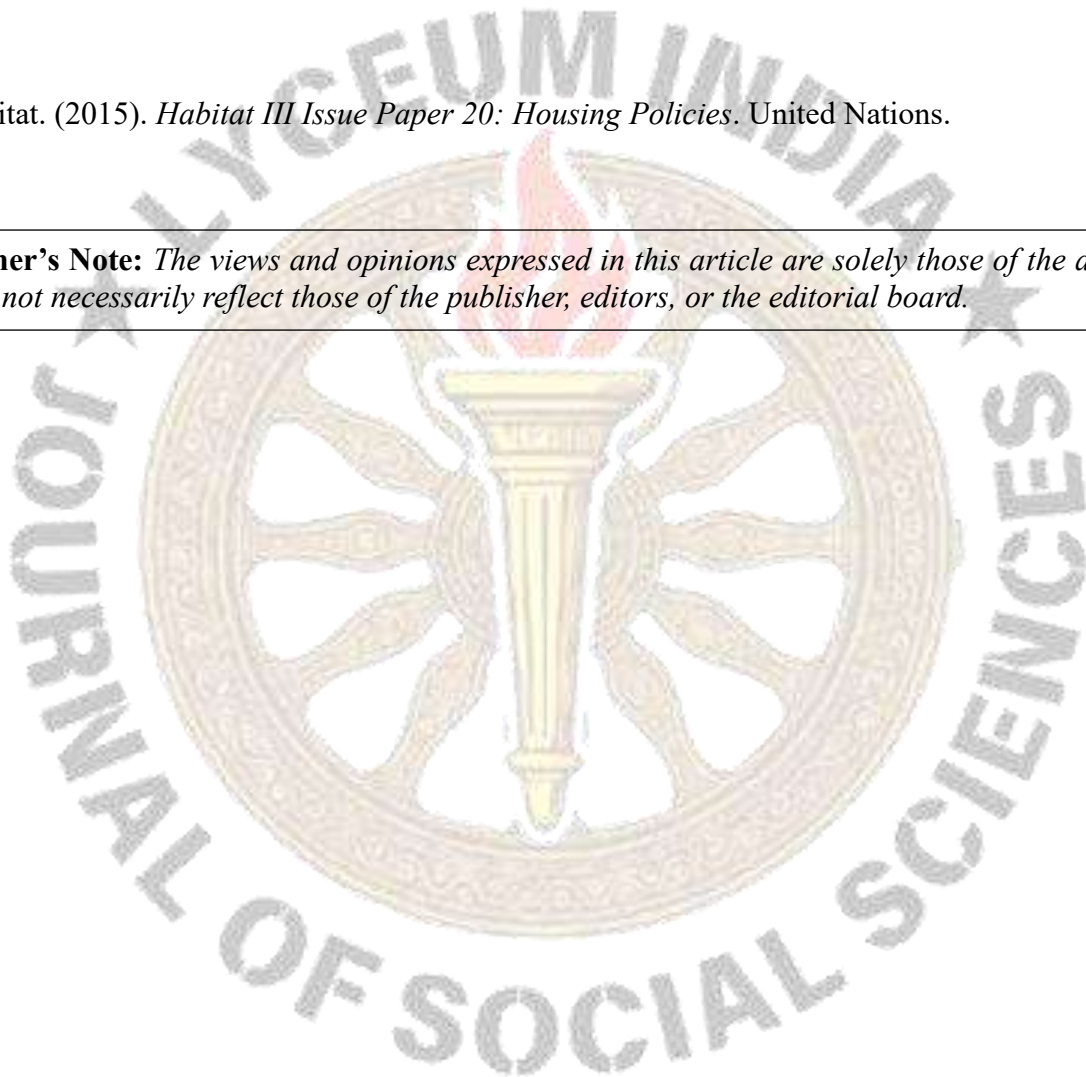 itat. (2015). Habitat III Issue Paper 20: Housing Policies. United Nations.
ner’s Note: The views and opinions expressed in this article are solely those of the a
not necessarily reflect those of the publisher, editors, or the editorial board.
LYCEUM INDIA
JOURNAL OF SOCIAL SCIENCES